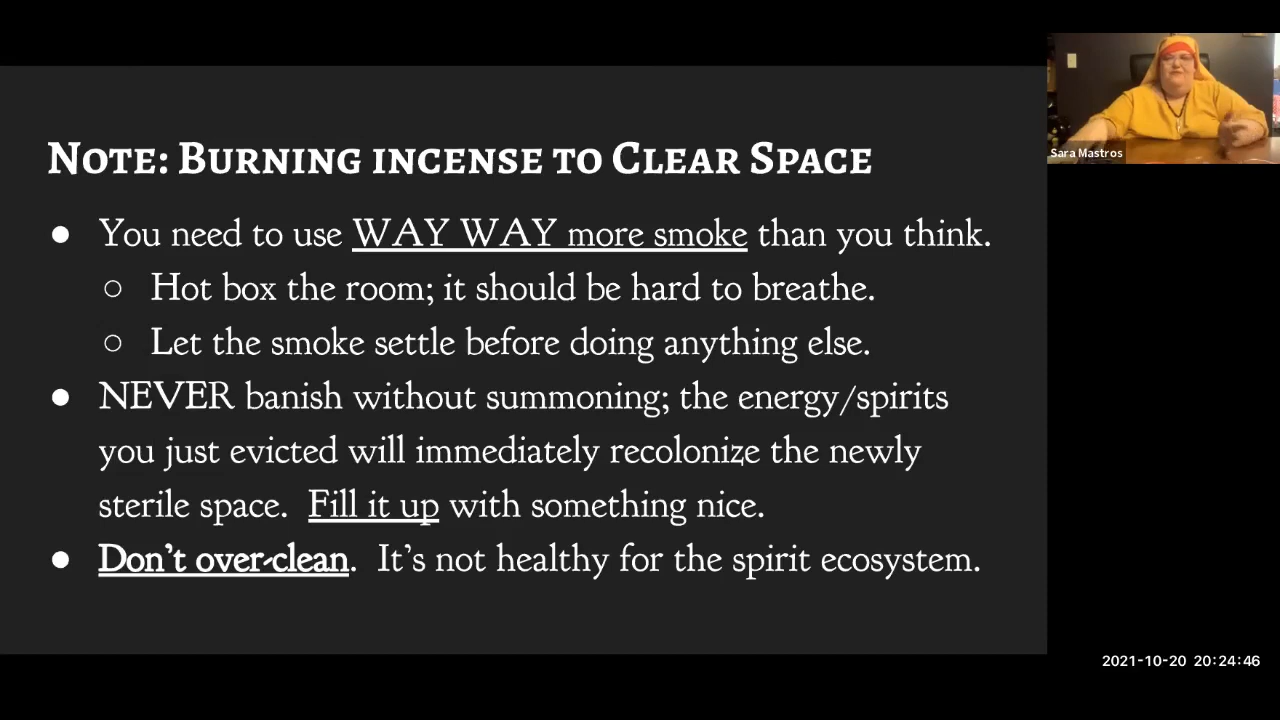 Note: Burning incense to Clear Space
● You need to use WAY WAY more smoke than you think.
○ Hot box the room; it should be hard to breathe.
○ Let the smoke settle before doing anything else.
● NEVER banish without summoning; the energy/spirits
you just evicted will immediately recolonize the newly
sterile space. Fill it up with something nice.
● Don't over-clean. It's not healthy for the spirit ecosystem.
Sara Mastros
2021-10-20 20:24:46